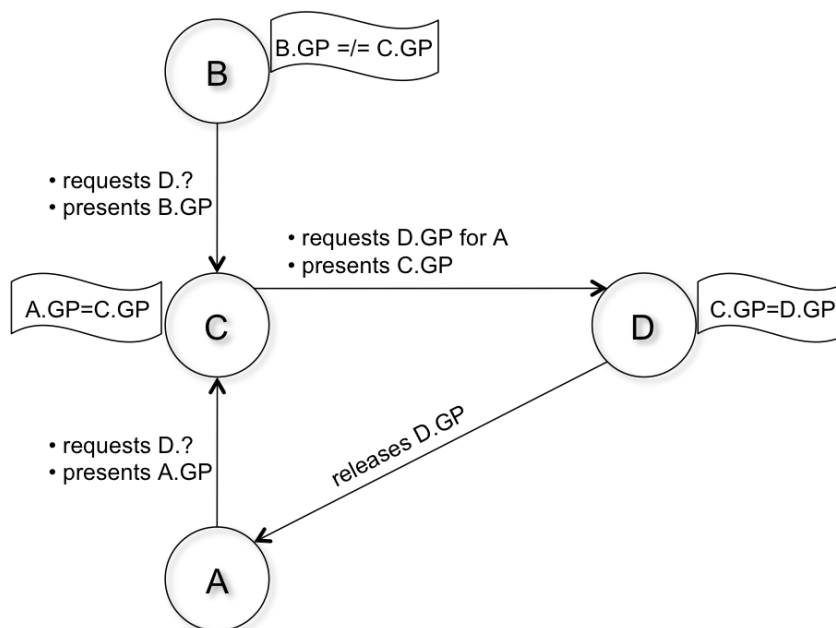 B
B.GP =/= C.GP
• requests D.?
• presents B.GP
• requests D.GP for A
• presents C.GP
A.GP=C.GP
C
D
C.GP=D.GP
• requests D.?
• presents A.GP
releases D.GP
A